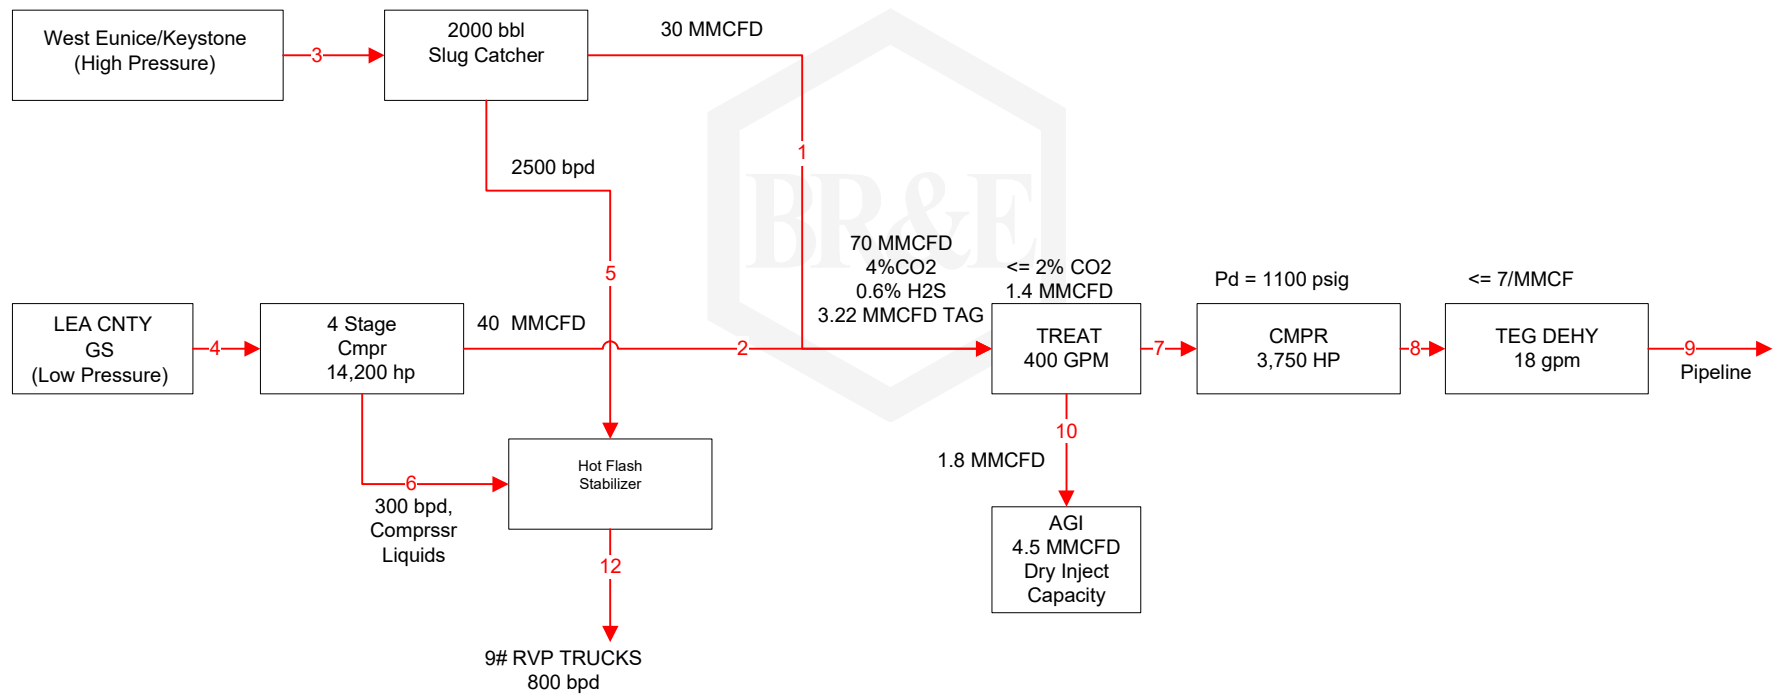 West Eunice/Keystone
(High Pressure)
3
2000 bbl
Slug Catcher
30 MMCFD
1
2500 bpd
5
BR&E
LEA CNTY
GS
(Low Pressure)
4
4 Stage
Cmpr
14,200 hp
40 MMCFD
2
70 MMCFD
4%CO2
0.6% H2S
3.22 MMCFD TAG
<= 2% CO2
1.4 MMCFD
TREAT
400 GPM
7
Pd = 1100 psig
CMPR
3,750 HP
8
<= 7/MMCF
TEG DEHY
18 gpm
9
Pipeline
6
300 bpd,
Comprssr
Liquids
Hot Flash
Stabilizer
12
9# RVP TRUCKS
800 bpd
10
1.8 MMCFD
AGI
4.5 MMCFD
Dry Inject
Capacity